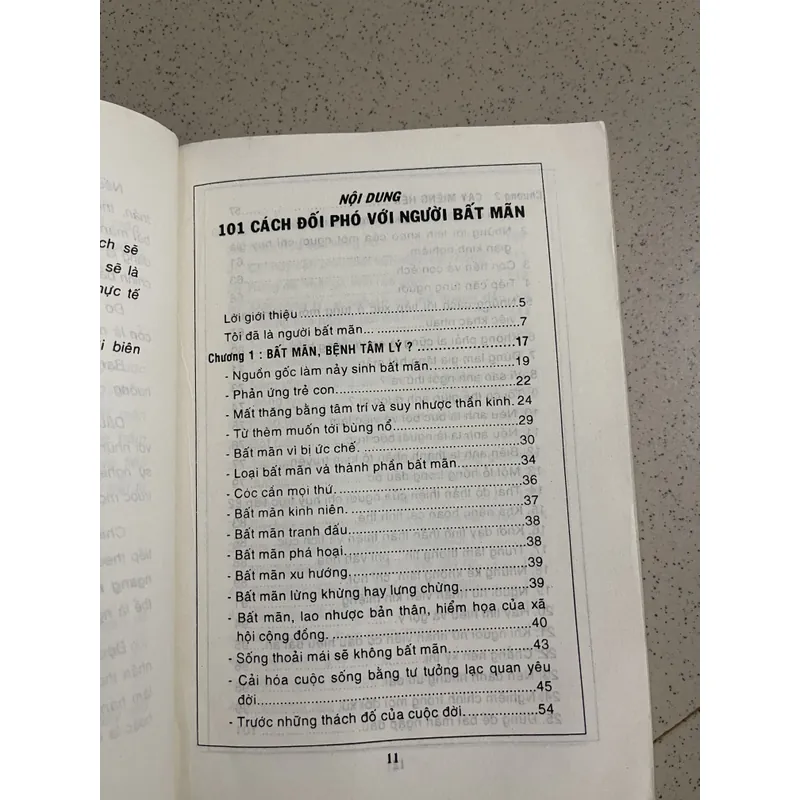 ch sẽ
sẽ là
hực tế
i biên
NỘI DUNG
101 CÁCH ĐỐI PHÓ VỚI NGƯỜI BẤT MÃN
Lời giới thiệu ... 5
Tôi đã là người bất mãn... 7
Chương 1 : BẤT MÃN, BỆNH TÂM LÝ ? ... 17
- Nguồn gốc làm nảy sinh bất mãn. ... 19
- Phản ứng trẻ con. ... 22
- Mất thăng bằng tâm trí và suy nhược thần kinh. 24
- Từ thèm muốn tới bùng nổ. ... 29
- Bất mãn vì bị ức chế. ... 30
- Loại bất mãn và thành phần bất mãn. ... 34
- Cóc cần mọi thứ. ... 36
- Bất mãn kinh niên. ... 37
- Bất mãn tranh đấu ... 38
- Bất mãn phá hoại. ... 38
- Bất mãn xu hướng. ... 39
- Bất mãn lừng khừng hay lưng chừng. ... 39
- Bất mãn, lao nhược bản thân, hiểm họa của xã
hội cộng đồng. ... 40
- Sống thoải mái sẽ không bất mãn. ... 43
- Cải hóa cuộc sống bằng tư tưởng lạc quan yêu
đời. ... 45
- Trước những thách đố của cuộc đời. ... 54
11